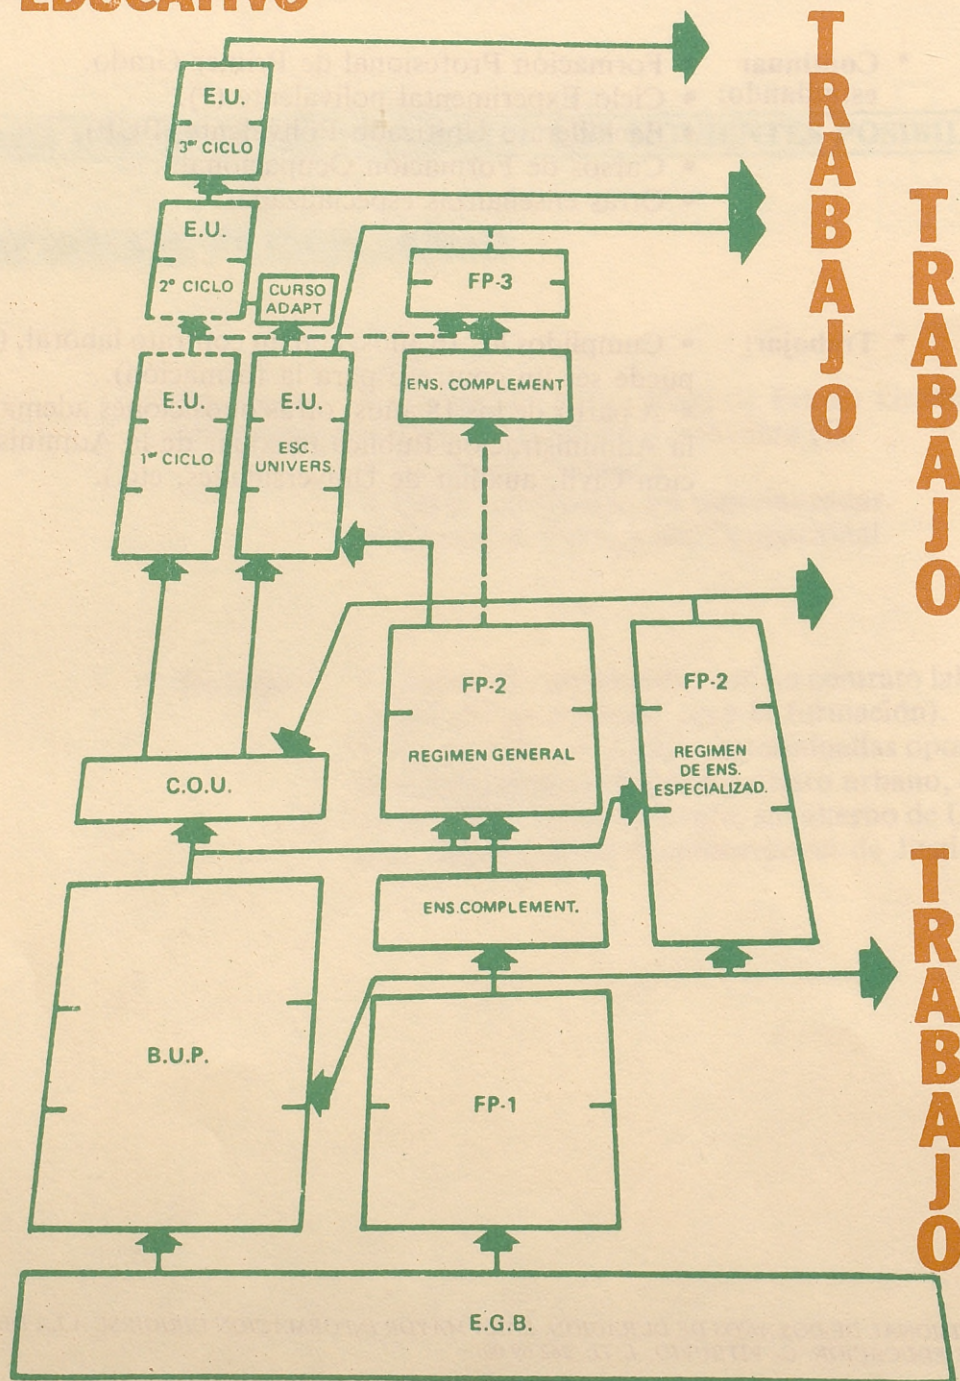 EDUCATIVO
E.U.
3er CICLO
E.U.
2º CICLO
CURSO
ADAPT
FP-3
E.U.
1er CICLO
E.U.
ESC.
UNIVERS.
ENS. COMPLEMENT
C.O.U.
FP-2
REGIMEN GENERAL
FP-2
REGIMEN
DE ENS.
ESPECIALIZAD.
B.U.P.
ENS.COMPLEMENT.
FP-1
E.G.B.
TRABAJO
TRABAJO
TRABAJO